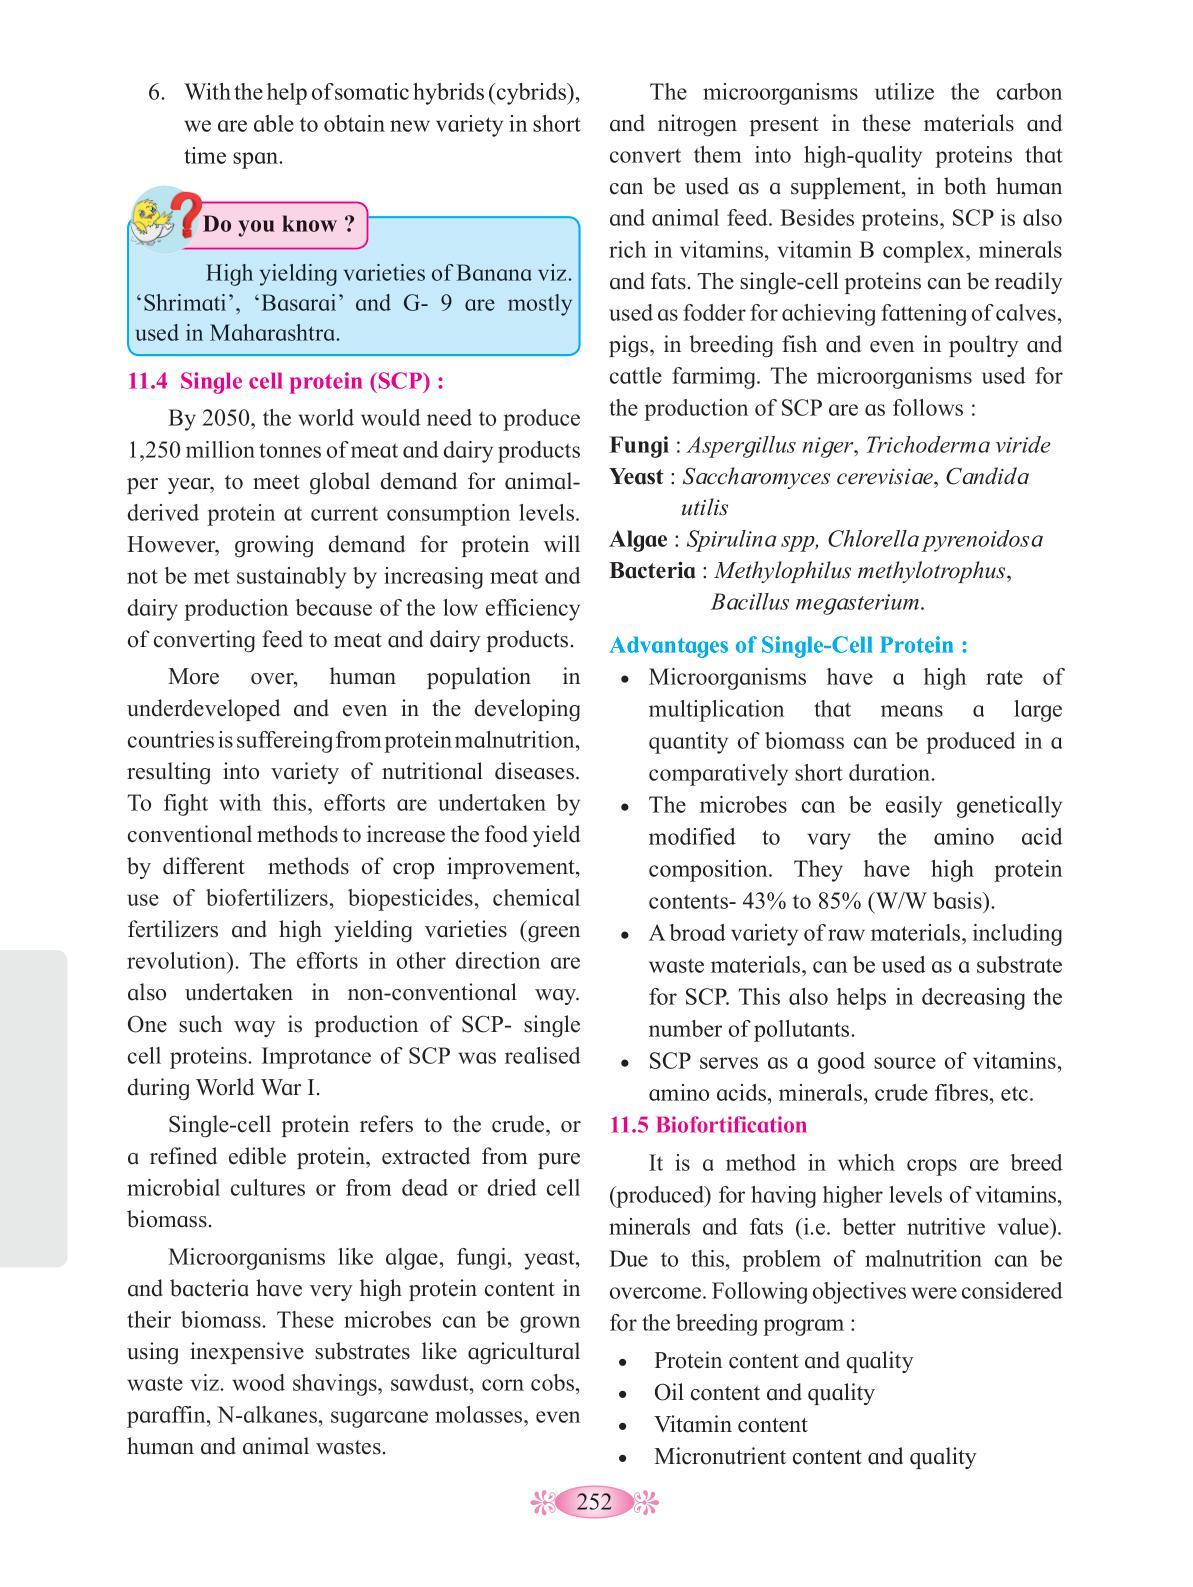 6. With the help of somatic hybrids (cybrids),
we are able to obtain new variety in short
time span.
Do you know ?
High yielding varieties of Banana viz.
‘Shrimati’, ‘Basarai’ and G- 9 are mostly
used in Maharashtra.
11.4 Single cell protein (SCP) :
By 2050, the world would need to produce
1,250 million tonnes of meat and dairy products
per year, to meet global demand for animal-
derived protein at current consumption levels.
However, growing demand for protein will
not be met sustainably by increasing meat and
dairy production because of the low efficiency
of converting feed to meat and dairy products.
More over, human population in
underdeveloped and even in the developing
countries is suffereing from protein malnutrition,
resulting into variety of nutritional diseases.
To fight with this, efforts are undertaken by
conventional methods to increase the food yield
by different methods of crop improvement,
use of biofertilizers, biopesticides, chemical
fertilizers and high yielding varieties (green
revolution). The efforts in other direction are
also undertaken in non-conventional way.
One such way is production of SCP- single
cell proteins. Improtance of SCP was realised
during World War I.
Single-cell protein refers to the crude, or
a refined edible protein, extracted from pure
microbial cultures or from dead or dried cell
biomass.
Microorganisms like algae, fungi, yeast,
and bacteria have very high protein content in
their biomass. These microbes can be grown
using inexpensive substrates like agricultural
waste viz. wood shavings, sawdust, corn cobs,
paraffin, N-alkanes, sugarcane molasses, even
human and animal wastes.
The microorganisms utilize the carbon
and nitrogen present in these materials and
convert them into high-quality proteins that
can be used as a supplement, in both human
and animal feed. Besides proteins, SCP is also
rich in vitamins, vitamin B complex, minerals
and fats. The single-cell proteins can be readily
used as fodder for achieving fattening of calves,
pigs, in breeding fish and even in poultry and
cattle farmimg. The microorganisms used for
the production of SCP are as follows :
Fungi : Aspergillus niger, Trichoderma viride
Yeast : Saccharomyces cerevisiae, Candida
utilis
Algae : Spirulina spp, Chlorella pyrenoidosa
Bacteria : Methylophilus methylotrophus,
Bacillus megasterium.
Advantages of Single-Cell Protein :
• Microorganisms have a high rate of
multiplication that means a large
quantity of biomass can be produced in a
comparatively short duration.
• The microbes can be easily genetically
modified to vary the amino acid
composition. They have high protein
contents- 43% to 85% (W/W basis).
• A broad variety of raw materials, including
waste materials, can be used as a substrate
for SCP. This also helps in decreasing the
number of pollutants.
• SCP serves as a good source of vitamins,
amino acids, minerals, crude fibres, etc.
11.5 Biofortification
It is a method in which crops are breed
(produced) for having higher levels of vitamins,
minerals and fats (i.e. better nutritive value).
Due to this, problem of malnutrition can be
overcome. Following objectives were considered
for the breeding program :
• Protein content and quality
• Oil content and quality
• Vitamin content
• Micronutrient content and quality
252